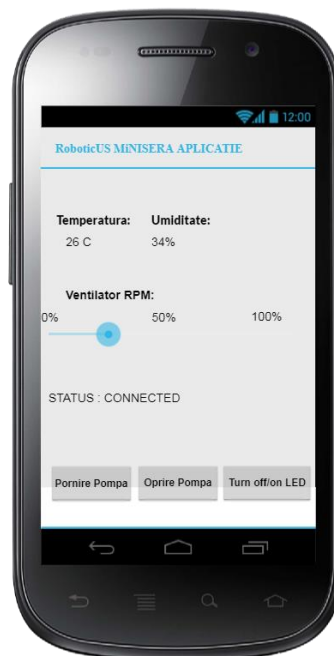 12:00
RoboticUS MiNISERA APLICATIE
Temperatura: Umiditate:
26 C 34%
Ventilator RPM:
0% 50% 100%
STATUS : CONNECTED
Pornire Pompa Oprire Pompa Turn off/on LED